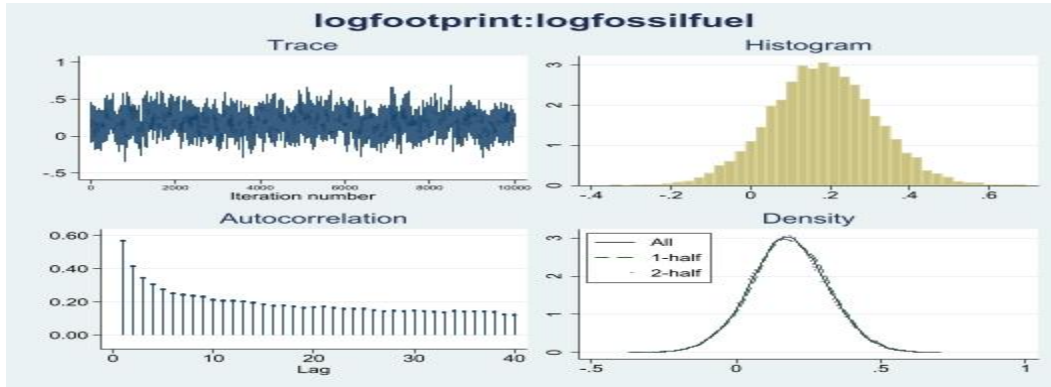 logfootprint:logfossilfuel
Trace
1
.5
0
-.5
0 2000 4000 6000 8000 10000
Iteration number
Histogram
3
2
1
0
-.4 -.2 0 .2 .4 .6
Autocorrelation
0.60
0.40
0.20
0.00
0 10 20 30 40
Lag
Density
All
1-half
2-half
3
2
1
0
-.5 0 .5 1